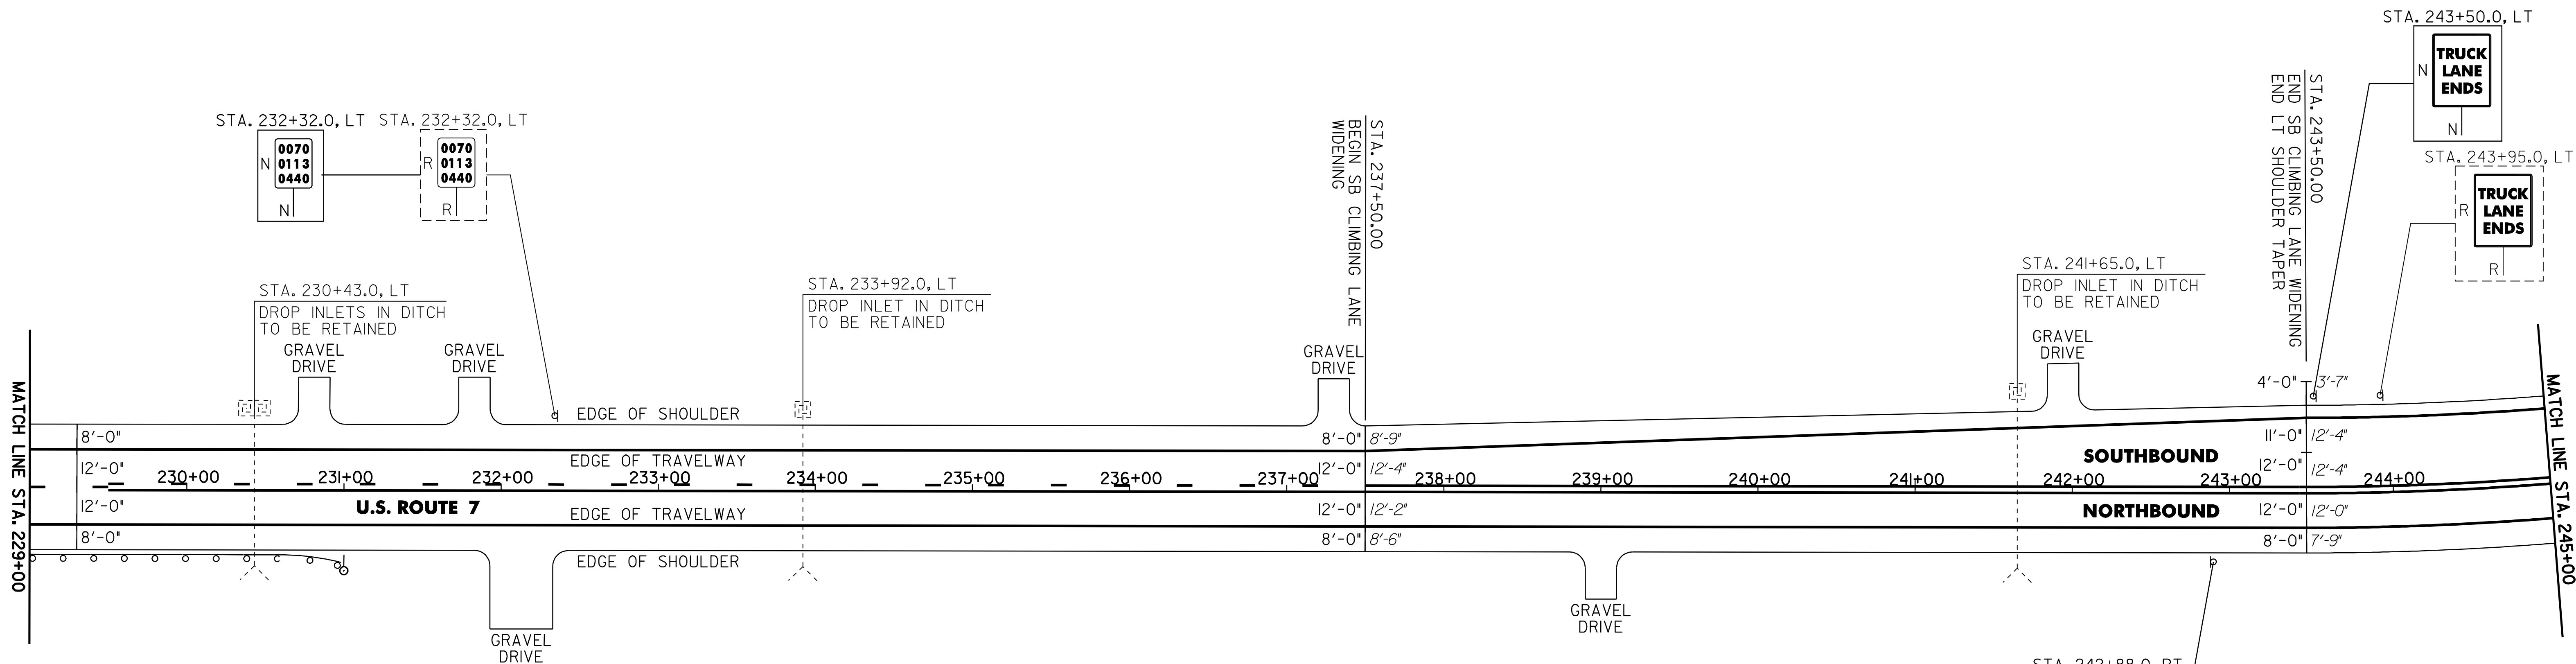 STA. 243+50.0, LT
N
TRUCK
LANE
ENDS
N
STA. 232+32.0, LT
N
0070
0113
0440
N
STA. 232+32.0, LT
R
0070
0113
0440
R
STA. 237+50.00
BEGIN SB CLIMBING LANE
WIDENING
STA. 243+50.00
END SB CLIMBING LANE WIDENING
END LT SHOULDER TAPER
STA. 243+95.0, LT
R
TRUCK
LANE
ENDS
R
STA. 230+43.0, LT
DROP INLETS IN DITCH
TO BE RETAINED
STA. 233+92.0, LT
DROP INLET IN DITCH
TO BE RETAINED
STA. 241+65.0, LT
DROP INLET IN DITCH
TO BE RETAINED
GRAVEL
DRIVE
GRAVEL
DRIVE
GRAVEL
DRIVE
GRAVEL
DRIVE
MATCH LINE STA. 229+00
EDGE OF SHOULDER
4'-0" 3'-7"
8'-0"
8'-0" 8'-9"
11'-0" 12'-4"
EDGE OF TRAVELWAY
SOUTHBOUND
12'-0"
12'-0" 12'-4"
12'-0" 12'-4"
230+00 231+00 232+00 233+00 234+00 235+00 236+00 237+00 238+00 239+00 240+00 241+00 242+00 243+00 244+00
12'-0"
U.S. ROUTE 7
EDGE OF TRAVELWAY
12'-0" 12'-2"
NORTHBOUND
12'-0" 12'-0"
8'-0"
8'-0" 8'-6"
8'-0" 7'-9"
EDGE OF SHOULDER
MATCH LINE STA. 245+00
GRAVEL
DRIVE
GRAVEL
DRIVE
STA. 242+88.0, RT